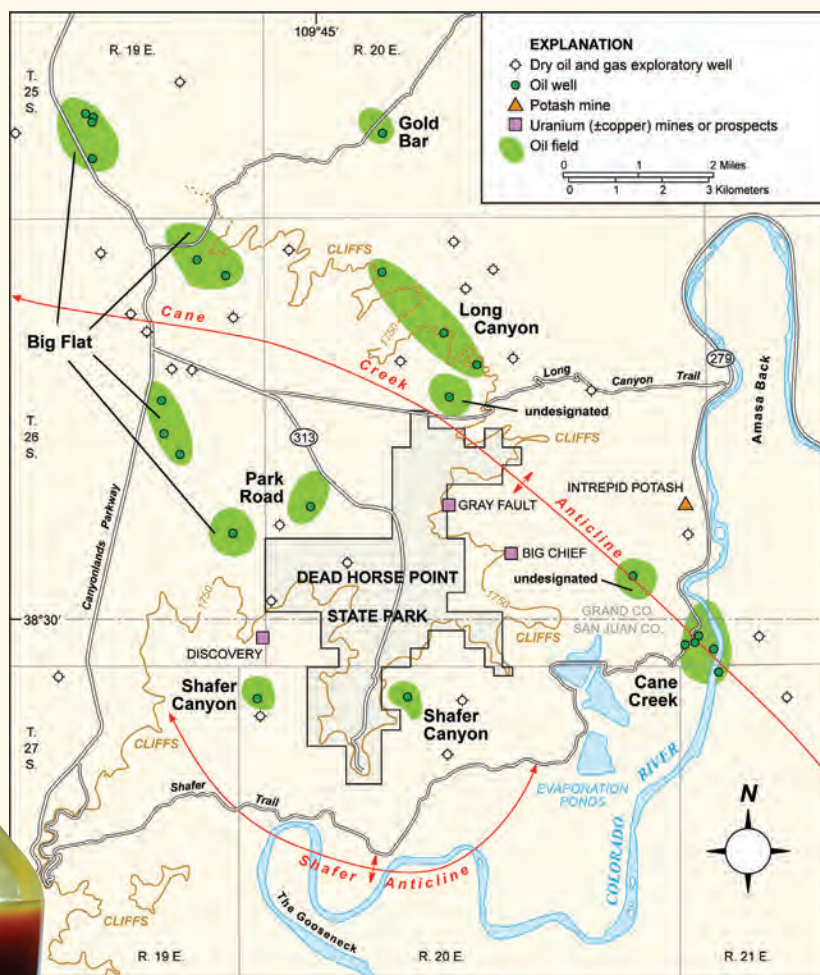 109°45'
R. 19 E.
R. 20 E.
T.
25
S.
EXPLANATION
Dry oil and gas exploratory well
Oil well
Potash mine
Uranium (±copper) mines or prospects
Oil field
0 1 2 Miles
0 1 2 3 Kilometers
Gold
Bar
CLIFFS
Cane
1750
Long
Canyon
Big Flat
Creek
Long Canyon Trail
279
Amasa Back
undesignated
T.
26
S.
313
CLIFFS
Park
Road
INTREPID POTASH
GRAY FAULT
Anticline
Canyonlands Parkway
BIG CHIEF
DEAD HORSE POINT
undesignated
1750
1750
GRAND CO.
SAN JUAN CO.
38°30'
STATE PARK
CLIFFS
DISCOVERY
Cane
Creek
Shafer
Canyon
Shafer
Canyon
T.
27
S.
CLIFFS
EVAPORATION
PONDS
Shafer Trail
COLORADO RIVER
N
Shafer Anticline
The Gooseneck
CLIFFS
R. 19 E.
R. 20 E.
R. 21 E.